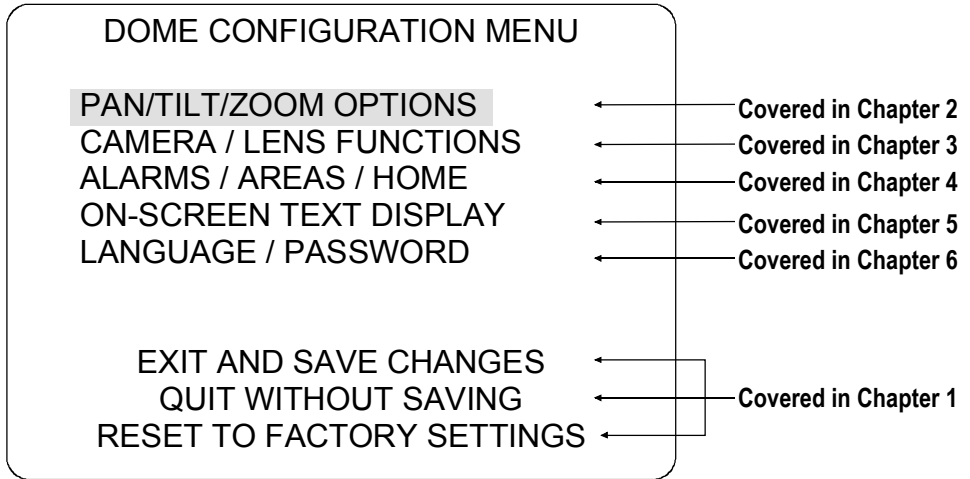 DOME CONFIGURATION MENU
PAN/TILT/ZOOM OPTIONS
Covered in Chapter 2
CAMERA / LENS FUNCTIONS
Covered in Chapter 3
ALARMS / AREAS / HOME
Covered in Chapter 4
ON-SCREEN TEXT DISPLAY
Covered in Chapter 5
LANGUAGE / PASSWORD
Covered in Chapter 6
EXIT AND SAVE CHANGES
QUIT WITHOUT SAVING
Covered in Chapter 1
RESET TO FACTORY SETTINGS